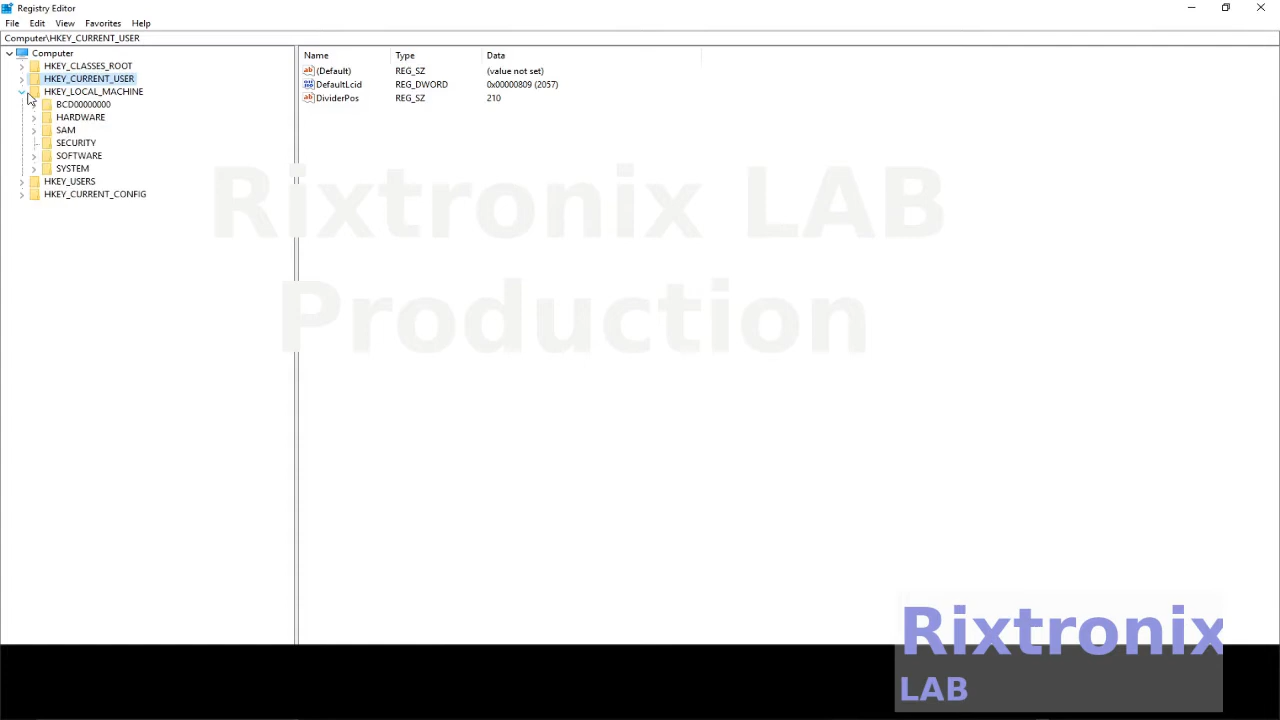 Registry Editor
File Edit View Favorites Help
Computer\HKEY_CURRENT_USER
Computer
HKEY_CLASSES_ROOT
HKEY_CURRENT_USER
HKEY_LOCAL_MACHINE
BCD00000000
HARDWARE
SAM
SECURITY
SOFTWARE
SYSTEM
HKEY_USERS
HKEY_CURRENT_CONFIG
Name Type Data
(Default) REG_SZ (value not set)
DefaultLcid REG_DWORD 0x00000809 (2057)
DividerPos REG_SZ 210
Rixtronix LAB
Production
Rixtronix
LAB